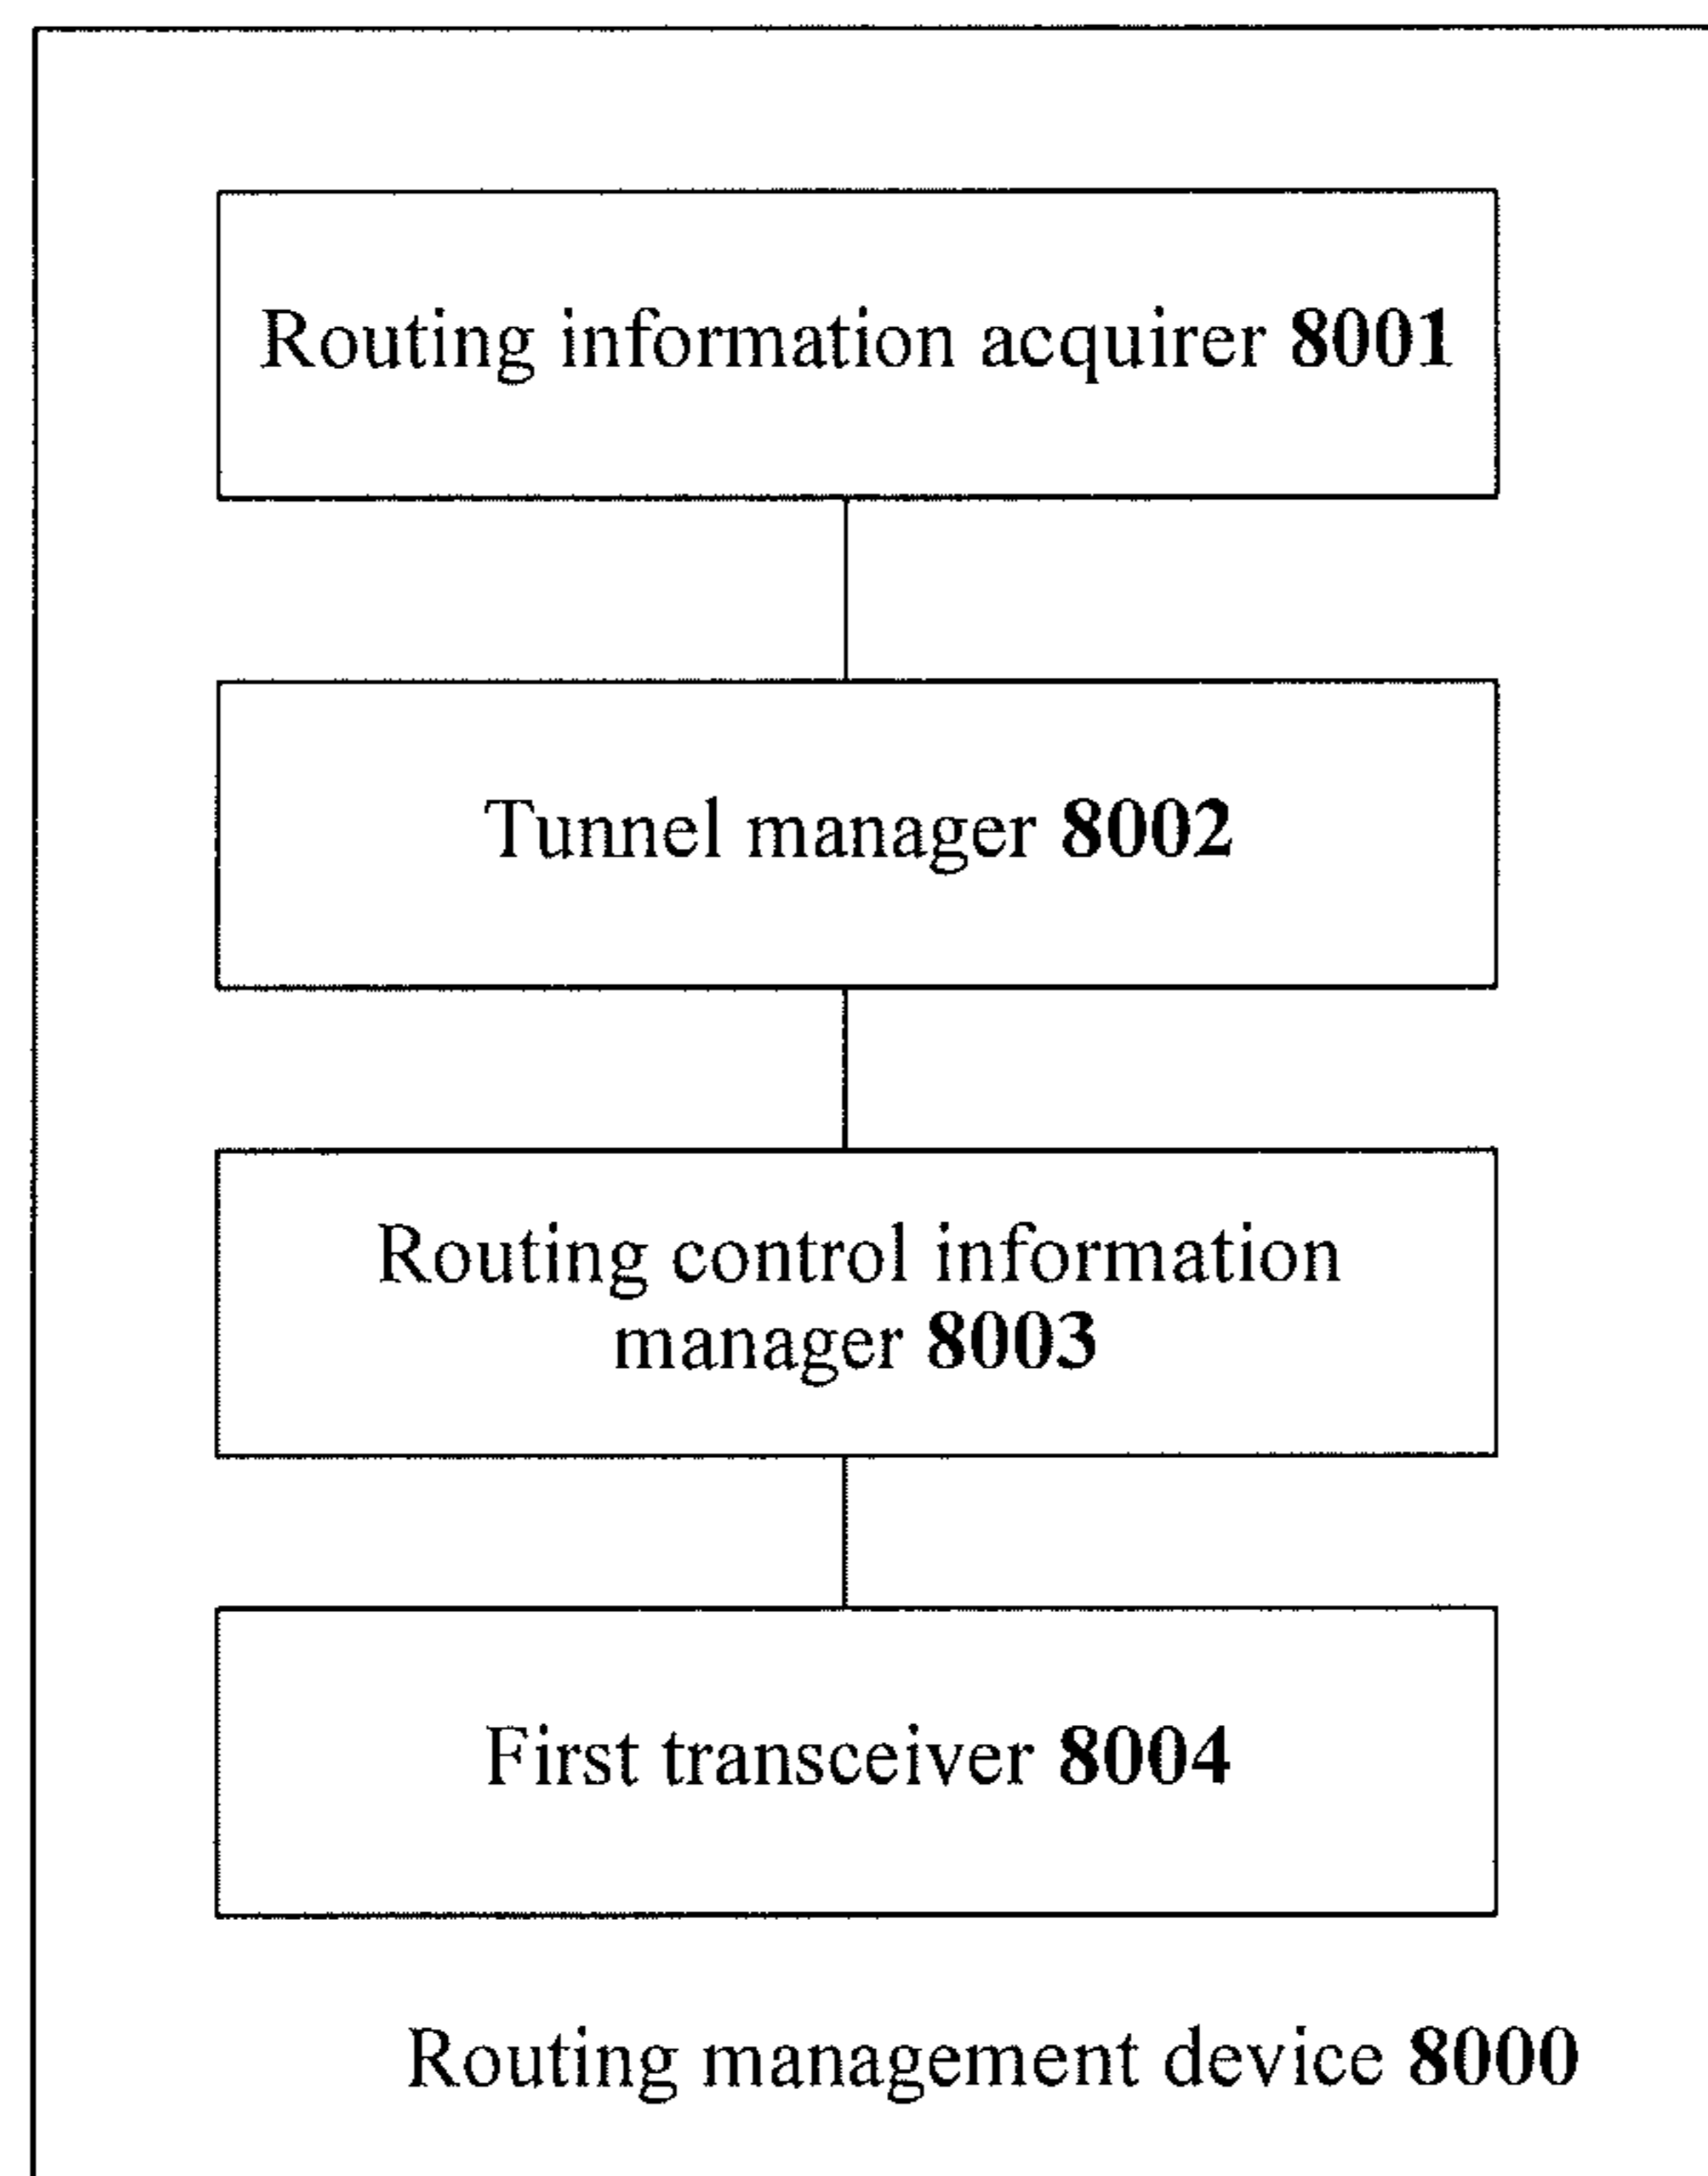 Routing information acquirer 8001
Tunnel manager 8002
Routing control information
manager 8003
First transceiver 8004
Routing management device 8000